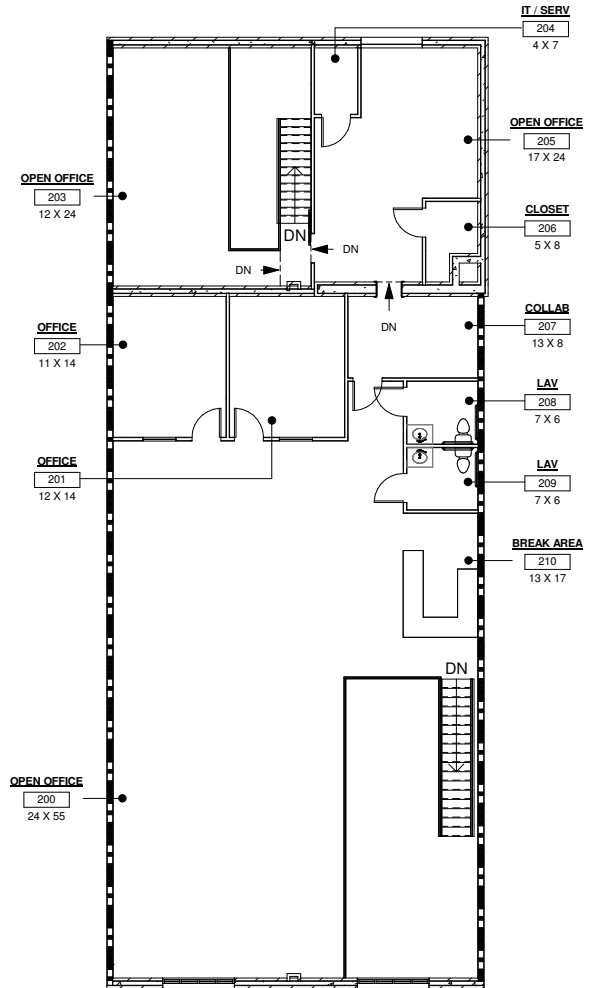 IT / SERV
204
4 X 7
OPEN OFFICE
205
17 X 24
OPEN OFFICE
203
12 X 24
CLOSET
206
5 X 8
DN
DN
DN
DN
COLLAB
207
13 X 8
OFFICE
202
11 X 14
LAV
208
7 X 6
OFFICE
201
12 X 14
LAV
209
7 X 6
BREAK AREA
210
13 X 17
DN
OPEN OFFICE
200
24 X 55